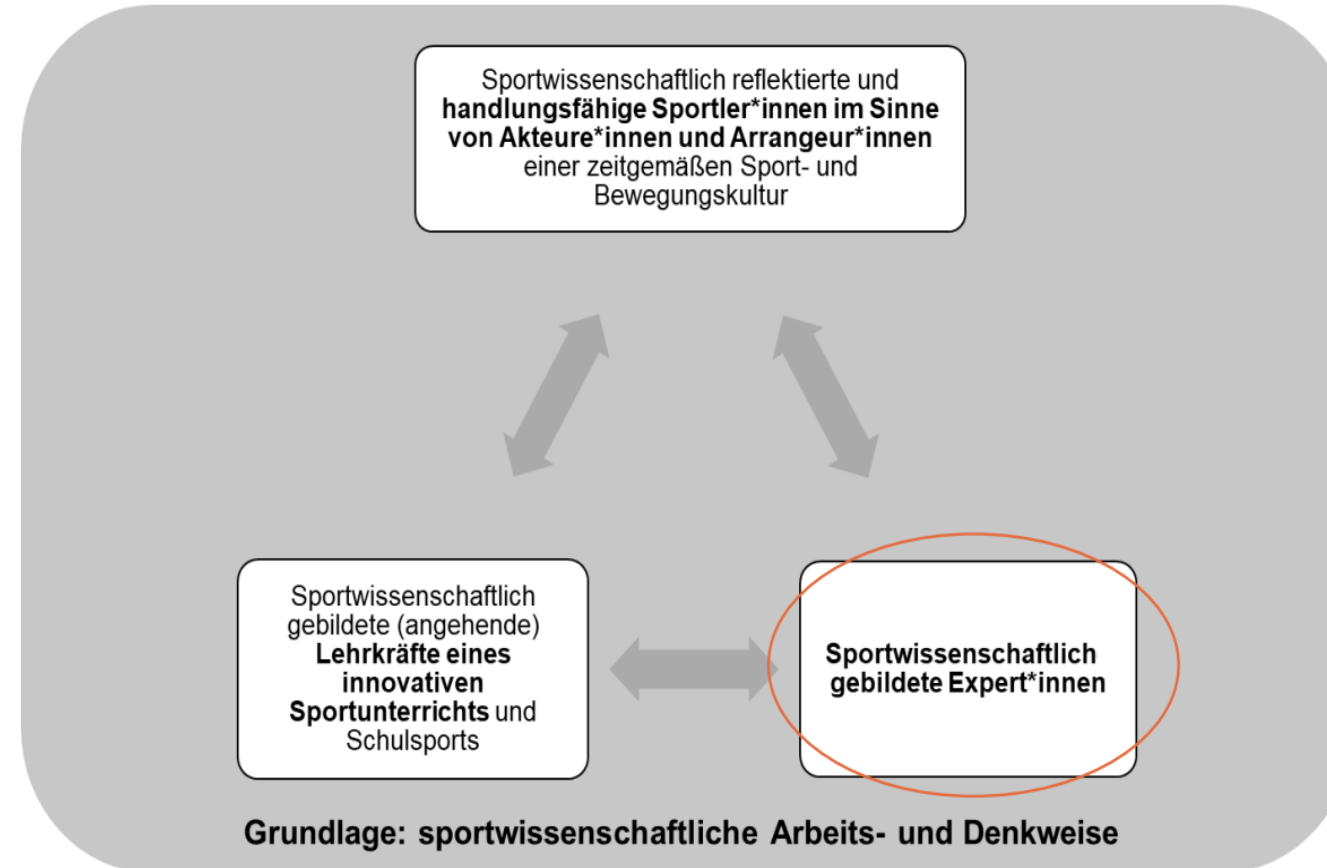 Sportwissenschaftlich reflektierte und
handlungsfähige Sportler*innen im Sinne
von Akteure*innen und Arrangeur*innen
einer zeitgemäßen Sport- und
Bewegungskultur
Sportwissenschaftlich
gebildete (angehende)
Lehrkräfte eines
innovativen
Sportunterrichts und
Schulsports
Sportwissenschaftlich
gebildete Expert*innen
Grundlage: sportwissenschaftliche Arbeits- und Denkweise